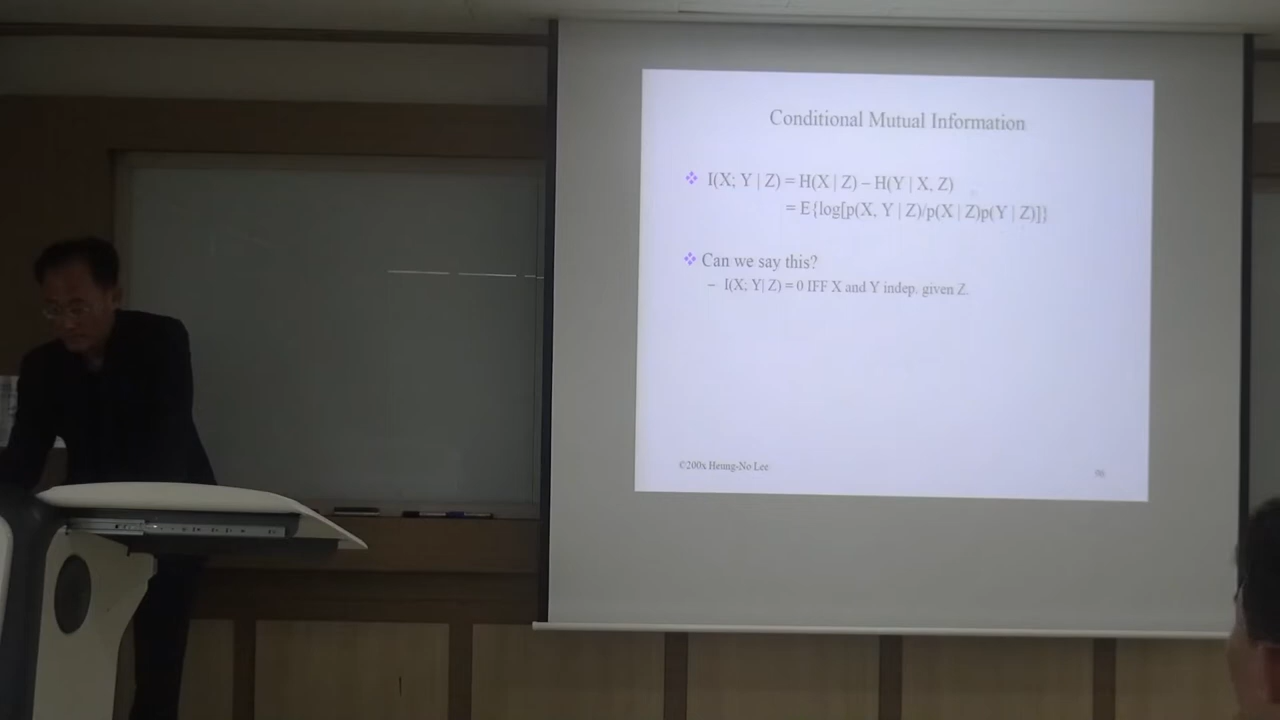 Conditional Mutual Information
❖ I(X; Y | Z) = H(X | Z) – H(Y | X, Z)
= E{log[p(X, Y | Z)/p(X | Z)p(Y | Z)]}
❖ Can we say this?
– I(X; Y| Z) = 0 IFF X and Y indep. given Z.
©200x Heung-No Lee